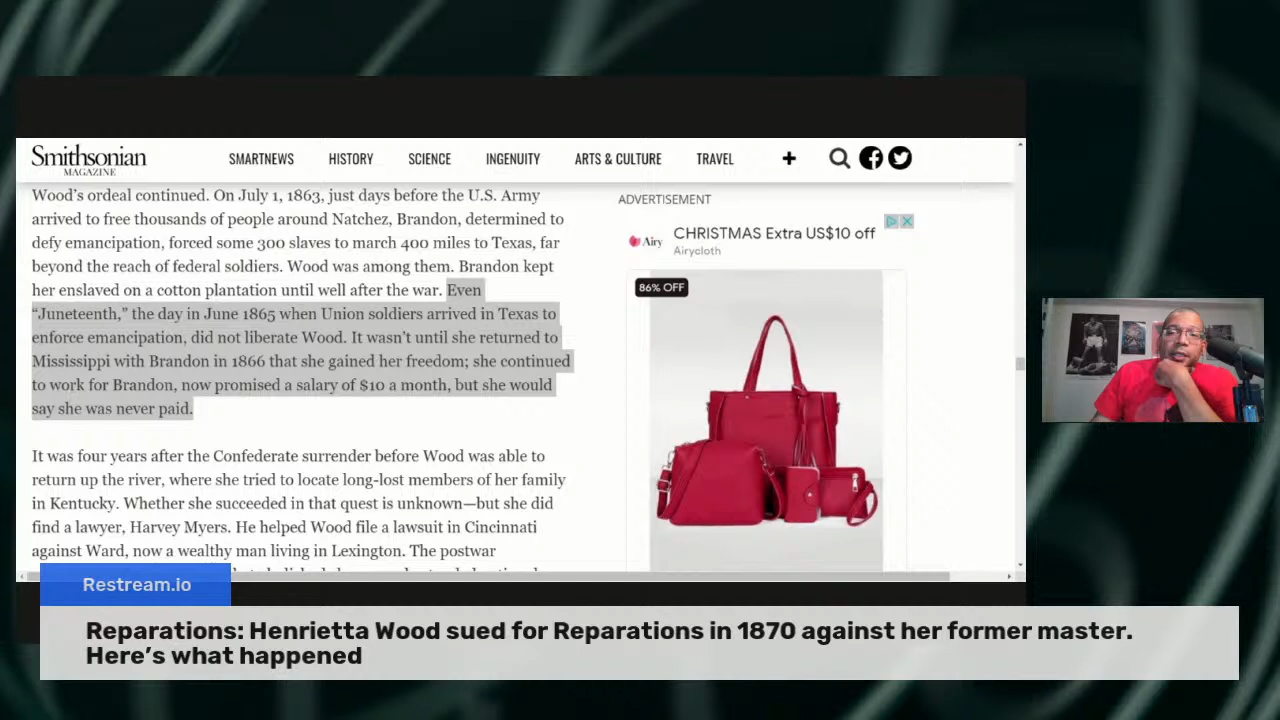 Smithsonian
MAGAZINE
SMARTNEWS HISTORY SCIENCE INGENUITY ARTS & CULTURE TRAVEL
Wood's ordeal continued. On July 1, 1863, just days before the U.S. Army
arrived to free thousands of people around Natchez, Brandon, determined to
defy emancipation, forced some 300 slaves to march 400 miles to Texas, far
beyond the reach of federal soldiers. Wood was among them. Brandon kept
her enslaved on a cotton plantation until well after the war. Even
“Juneteenth,” the day in June 1865 when Union soldiers arrived in Texas to
enforce emancipation, did not liberate Wood. It wasn't until she returned to
Mississippi with Brandon in 1866 that she gained her freedom; she continued
to work for Brandon, now promised a salary of $10 a month, but she would
say she was never paid.
It was four years after the Confederate surrender before Wood was able to
return up the river, where she tried to locate long-lost members of her family
in Kentucky. Whether she succeeded in that quest is unknown—but she did
find a lawyer, Harvey Myers. He helped Wood file a lawsuit in Cincinnati
against Ward, now a wealthy man living in Lexington. The postwar
ADVERTISEMENT
Airy
CHRISTMAS Extra US$10 off
Airycloth
86% OFF
Restream.io
Reparations: Henrietta Wood sued for Reparations in 1870 against her former master.
Here's what happened